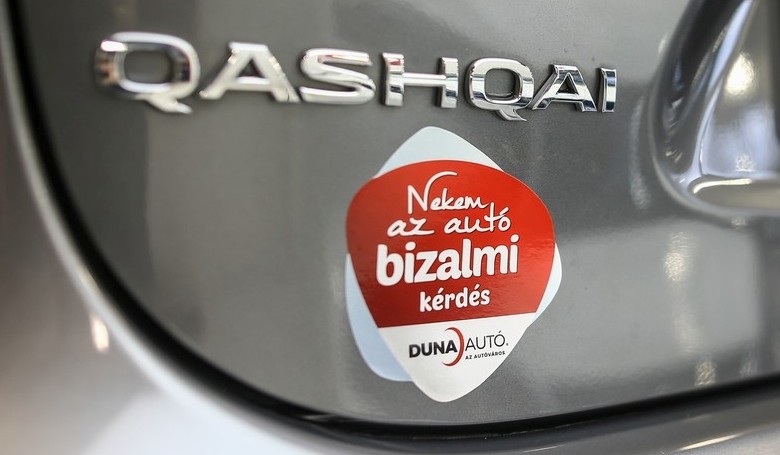 QASHQAI
Nekem
az autó
bizalmi
kérdés
DUNA AUTÓ®
AZ AUTÓVÁROS